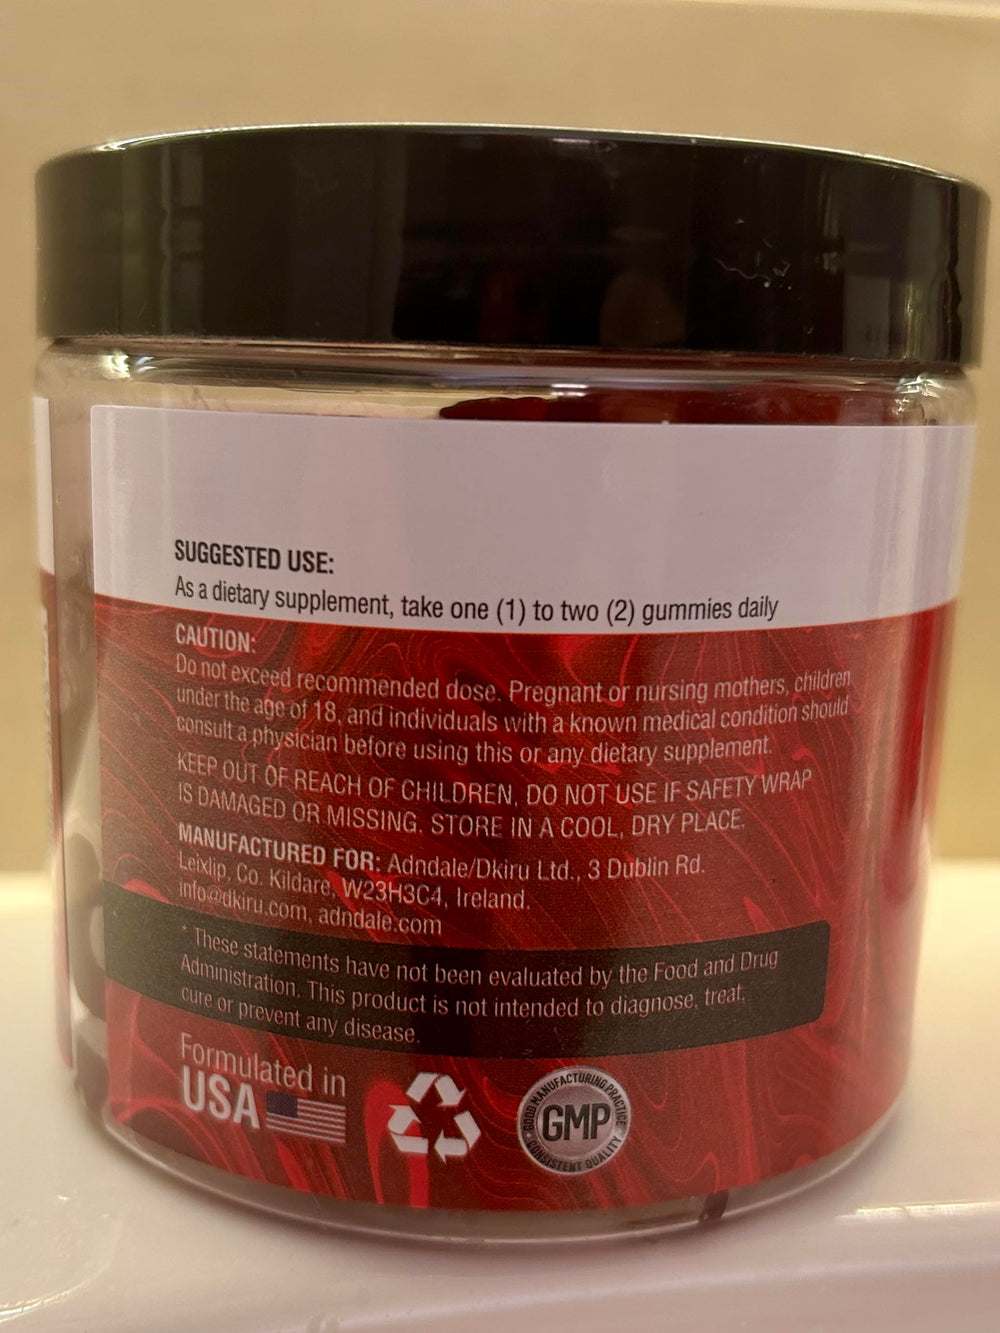 SUGGESTED USE:
As a dietary supplement, take one (1) to two (2) gummies daily
CAUTION:
Do not exceed recommended dose. Pregnant or nursing mothers, children
under the age of 18, and individuals with a known medical condition should
consult a physician before using this or any dietary supplement.
KEEP OUT OF REACH OF CHILDREN. DO NOT USE IF SAFETY WRAP
IS DAMAGED OR MISSING. STORE IN A COOL, DRY PLACE.
MANUFACTURED FOR: Adndale/Dkiru Ltd., 3 Dublin Rd.
Leixlip, Co. Kildare, W23H3C4, Ireland.
info@dkiru.com, adndale.com
* These statements have not been evaluated by the Food and Drug
Administration. This product is not intended to diagnose, treat,
cure or prevent any disease.
Formulated in
USA
GOOD MANUFACTURING PRACTICE
GMP
CONSISTENT QUALITY